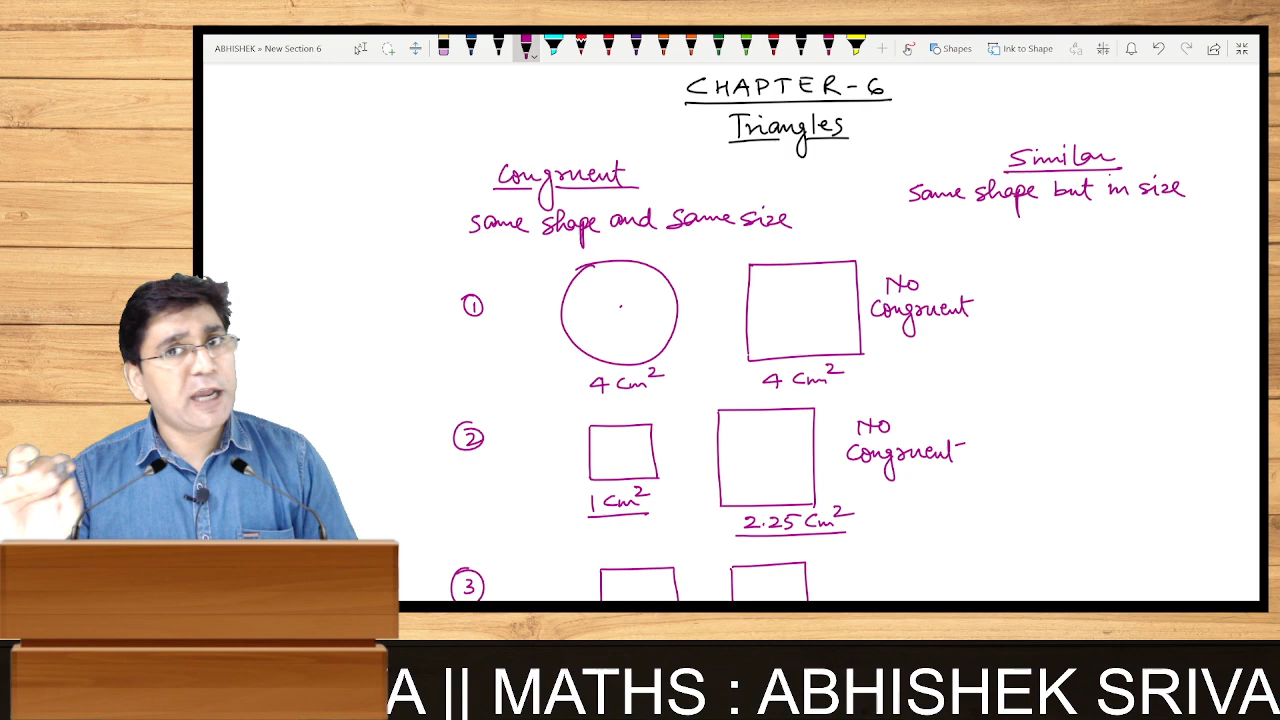 ABHISHEK » New Section 6
Shapes
Ink to Shape
CHAPTER-6
Triangles
Congruent
same shape and same size
Similar
same shape but in size
①
4 cm²
4 cm²
No
Congruent
②
1 cm²
2.25 cm²
No
Congruent
③
A || MATHS : ABHISHEK SRIVA